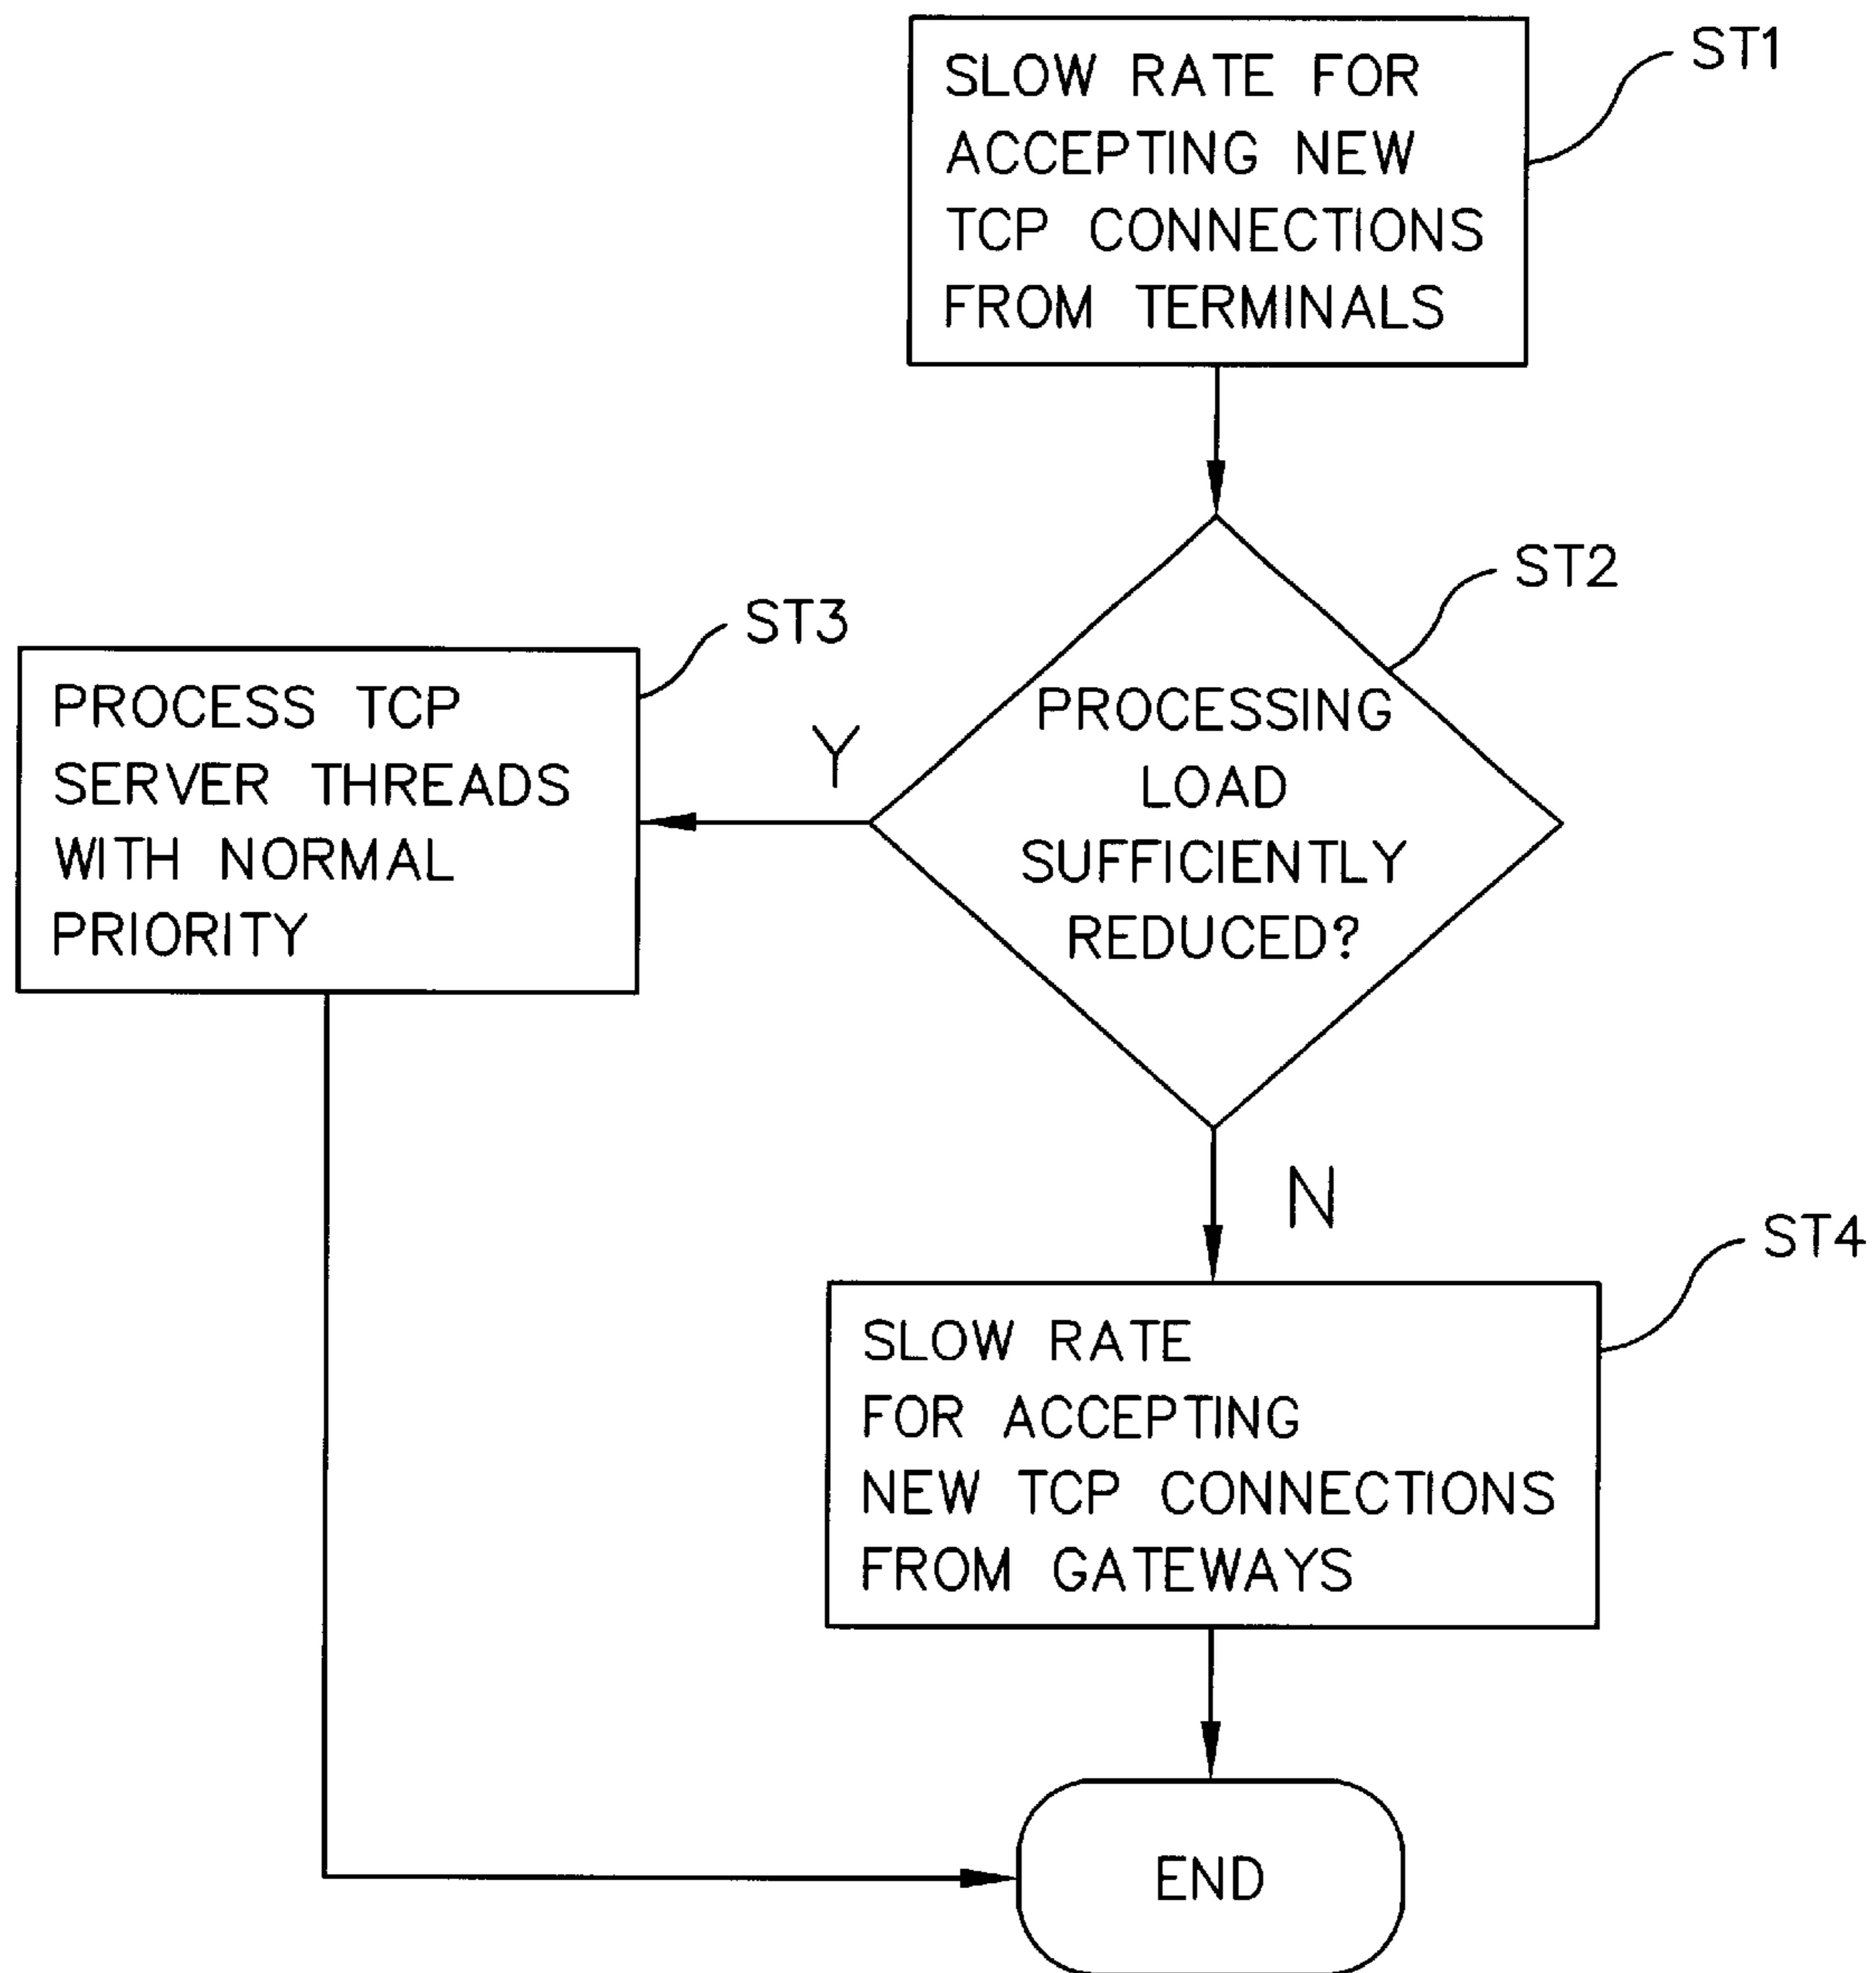 SLOW RATE FOR
ACCEPTING NEW
TCP CONNECTIONS
FROM TERMINALS
ST1
ST2
PROCESSING
LOAD
SUFFICIENTLY
REDUCED?
Y
ST3
PROCESS TCP
SERVER THREADS
WITH NORMAL
PRIORITY
N
ST4
SLOW RATE
FOR ACCEPTING
NEW TCP CONNECTIONS
FROM GATEWAYS
END